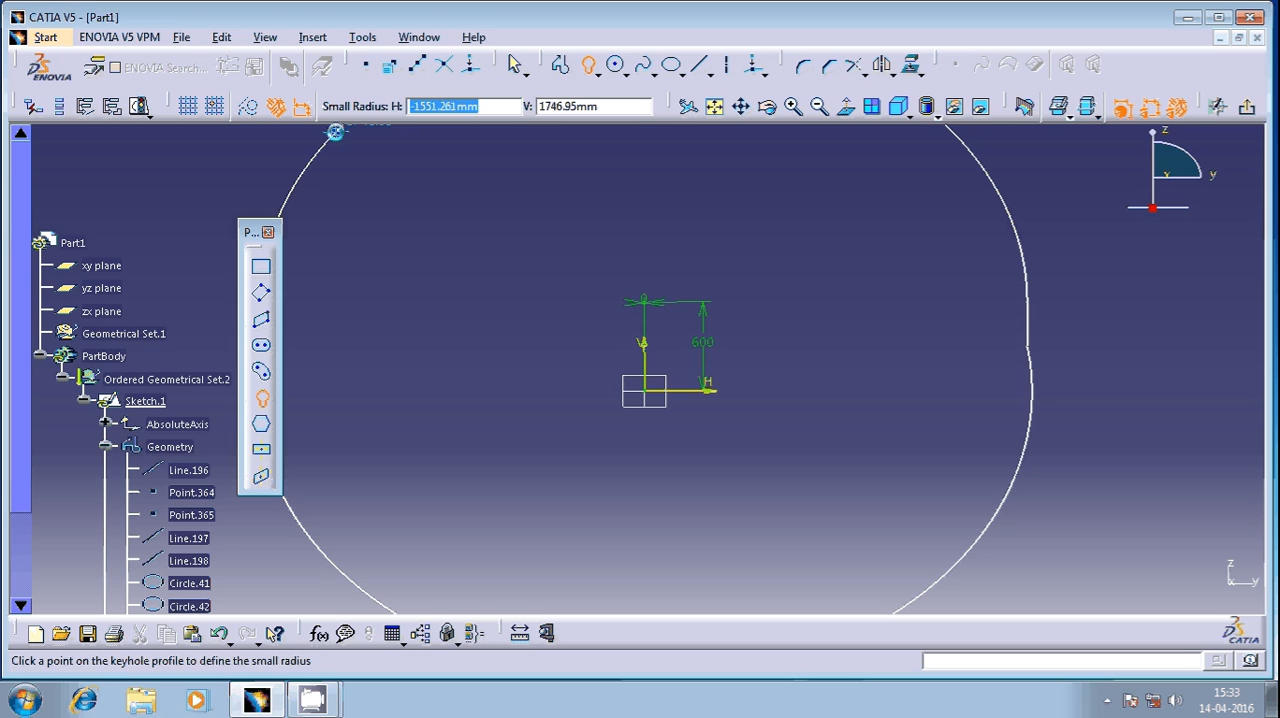 CATIA V5 - [Part1]
Start ENOVIA V5 VPM File Edit View Insert Tools Window Help
ENOVIA ENOVIA Search...
Small Radius: H: -1551.261mm V: 1746.95mm
z
x y
P...
Part1
xy plane
yz plane
zx plane
Geometrical Set.1
PartBody
Ordered Geometrical Set.2
Sketch.1
AbsoluteAxis
Geometry
Line.196
Point.364
Point.365
Line.197
Line.198
Circle.41
Circle.42
600
V
H
z
x y
f(x)
DS CATIA
Click a point on the keyhole profile to define the small radius
15:33
14-04-2016